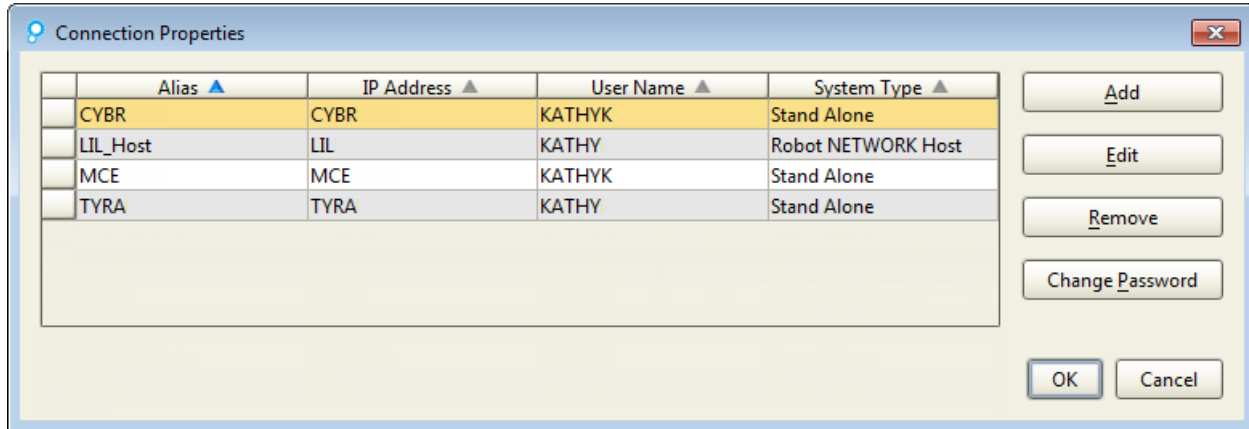 Connection Properties
Alias IP Address User Name System Type
CYBR CYBR KATHYK Stand Alone
LIL_Host LIL KATHY Robot NETWORK Host
MCE MCE KATHYK Stand Alone
TYRA TYRA KATHY Stand Alone
Add
Edit
Remove
Change Password
OK Cancel